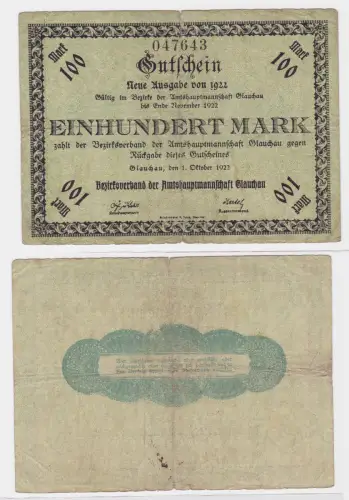 047643
Mark 100
100 Mark
Gutschein
Neue Ausgabe von 1922
Gültig im Bezirk der Amtshauptmannschaft Glauchau
bis Ende November 1922
EINHUNDERT MARK
zahlt der Bezirksverband der Amtshauptmannschaft Glauchau gegen
Rückgabe dieses Gutscheines
Glauchau, den 1. Oktober 1922
Bezirksverband der Amtshauptmannschaft Glauchau
100 Mark
100 Mark